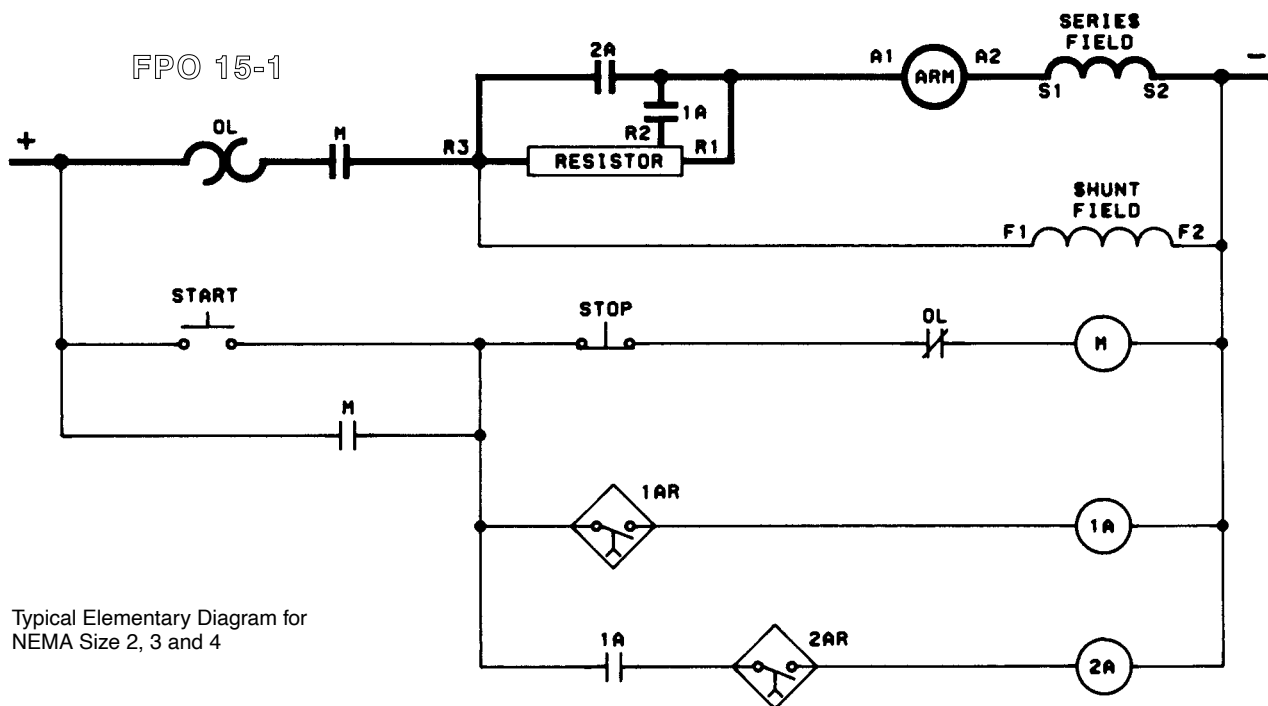 FPO 15-1
SERIES
FIELD
2A
A1
ARM
A2
−
S1
S2
1A
+
OL
M
R3
R2
RESISTOR
R1
SHUNT
FIELD
F1
F2
START
STOP
OL
M
M
1AR
1A
Typical Elementary Diagram for
NEMA Size 2, 3 and 4
1A
2AR
2A